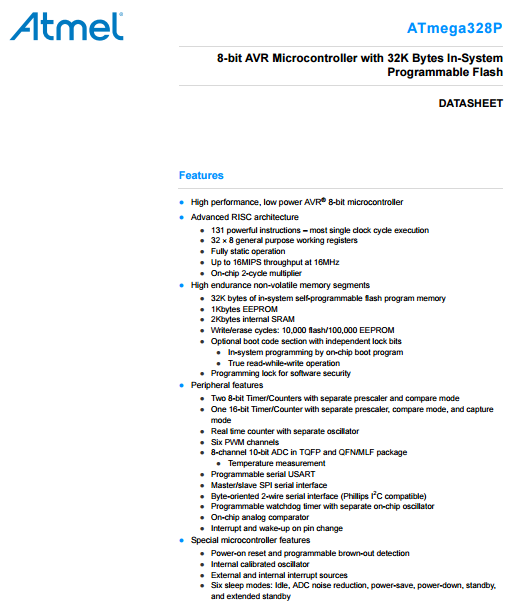 Atmel
ATmega328P
8-bit AVR Microcontroller with 32K Bytes In-System
Programmable Flash
DATASHEET
Features
● High performance, low power AVR® 8-bit microcontroller
● Advanced RISC architecture
● 131 powerful instructions – most single clock cycle execution
● 32 × 8 general purpose working registers
● Fully static operation
● Up to 16MIPS throughput at 16MHz
● On-chip 2-cycle multiplier
● High endurance non-volatile memory segments
● 32K bytes of in-system self-programmable flash program memory
● 1Kbytes EEPROM
● 2Kbytes internal SRAM
● Write/erase cycles: 10,000 flash/100,000 EEPROM
● Optional boot code section with independent lock bits
● In-system programming by on-chip boot program
● True read-while-write operation
● Programming lock for software security
● Peripheral features
● Two 8-bit Timer/Counters with separate prescaler and compare mode
● One 16-bit Timer/Counter with separate prescaler, compare mode, and capture
mode
● Real time counter with separate oscillator
● Six PWM channels
● 8-channel 10-bit ADC in TQFP and QFN/MLF package
● Temperature measurement
● Programmable serial USART
● Master/slave SPI serial interface
● Byte-oriented 2-wire serial interface (Phillips I²C compatible)
● Programmable watchdog timer with separate on-chip oscillator
● On-chip analog comparator
● Interrupt and wake-up on pin change
● Special microcontroller features
● Power-on reset and programmable brown-out detection
● Internal calibrated oscillator
● External and internal interrupt sources
● Six sleep modes: Idle, ADC noise reduction, power-save, power-down, standby,
and extended standby